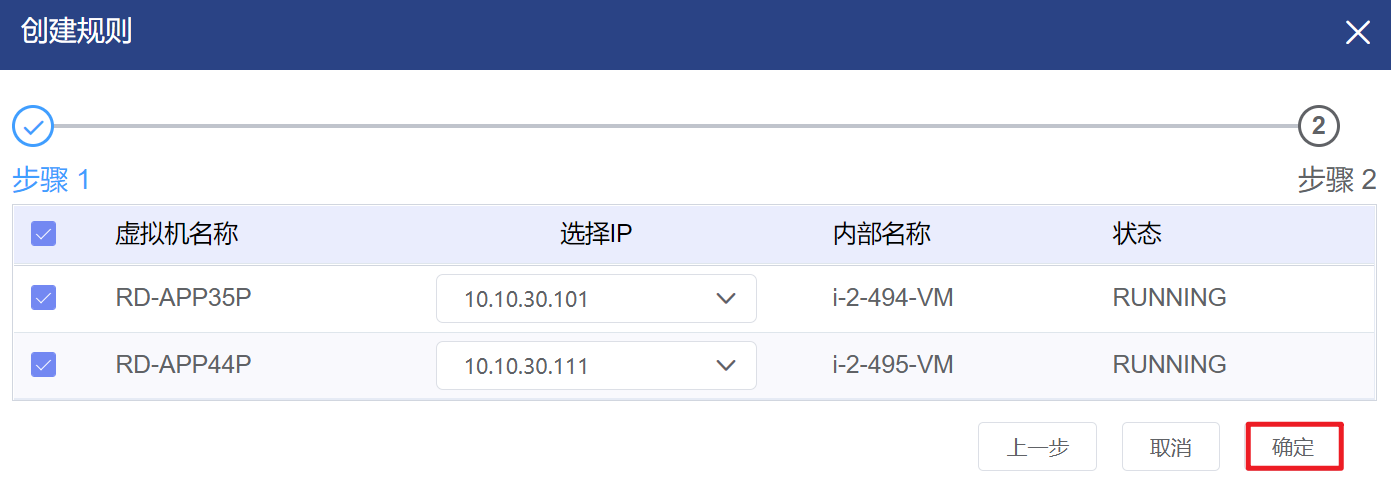 创建规则
2
步骤 1
步骤 2
虚拟机名称 选择IP 内部名称 状态
RD-APP35P 10.10.30.101 i-2-494-VM RUNNING
RD-APP44P 10.10.30.111 i-2-495-VM RUNNING
上一步 取消 确定